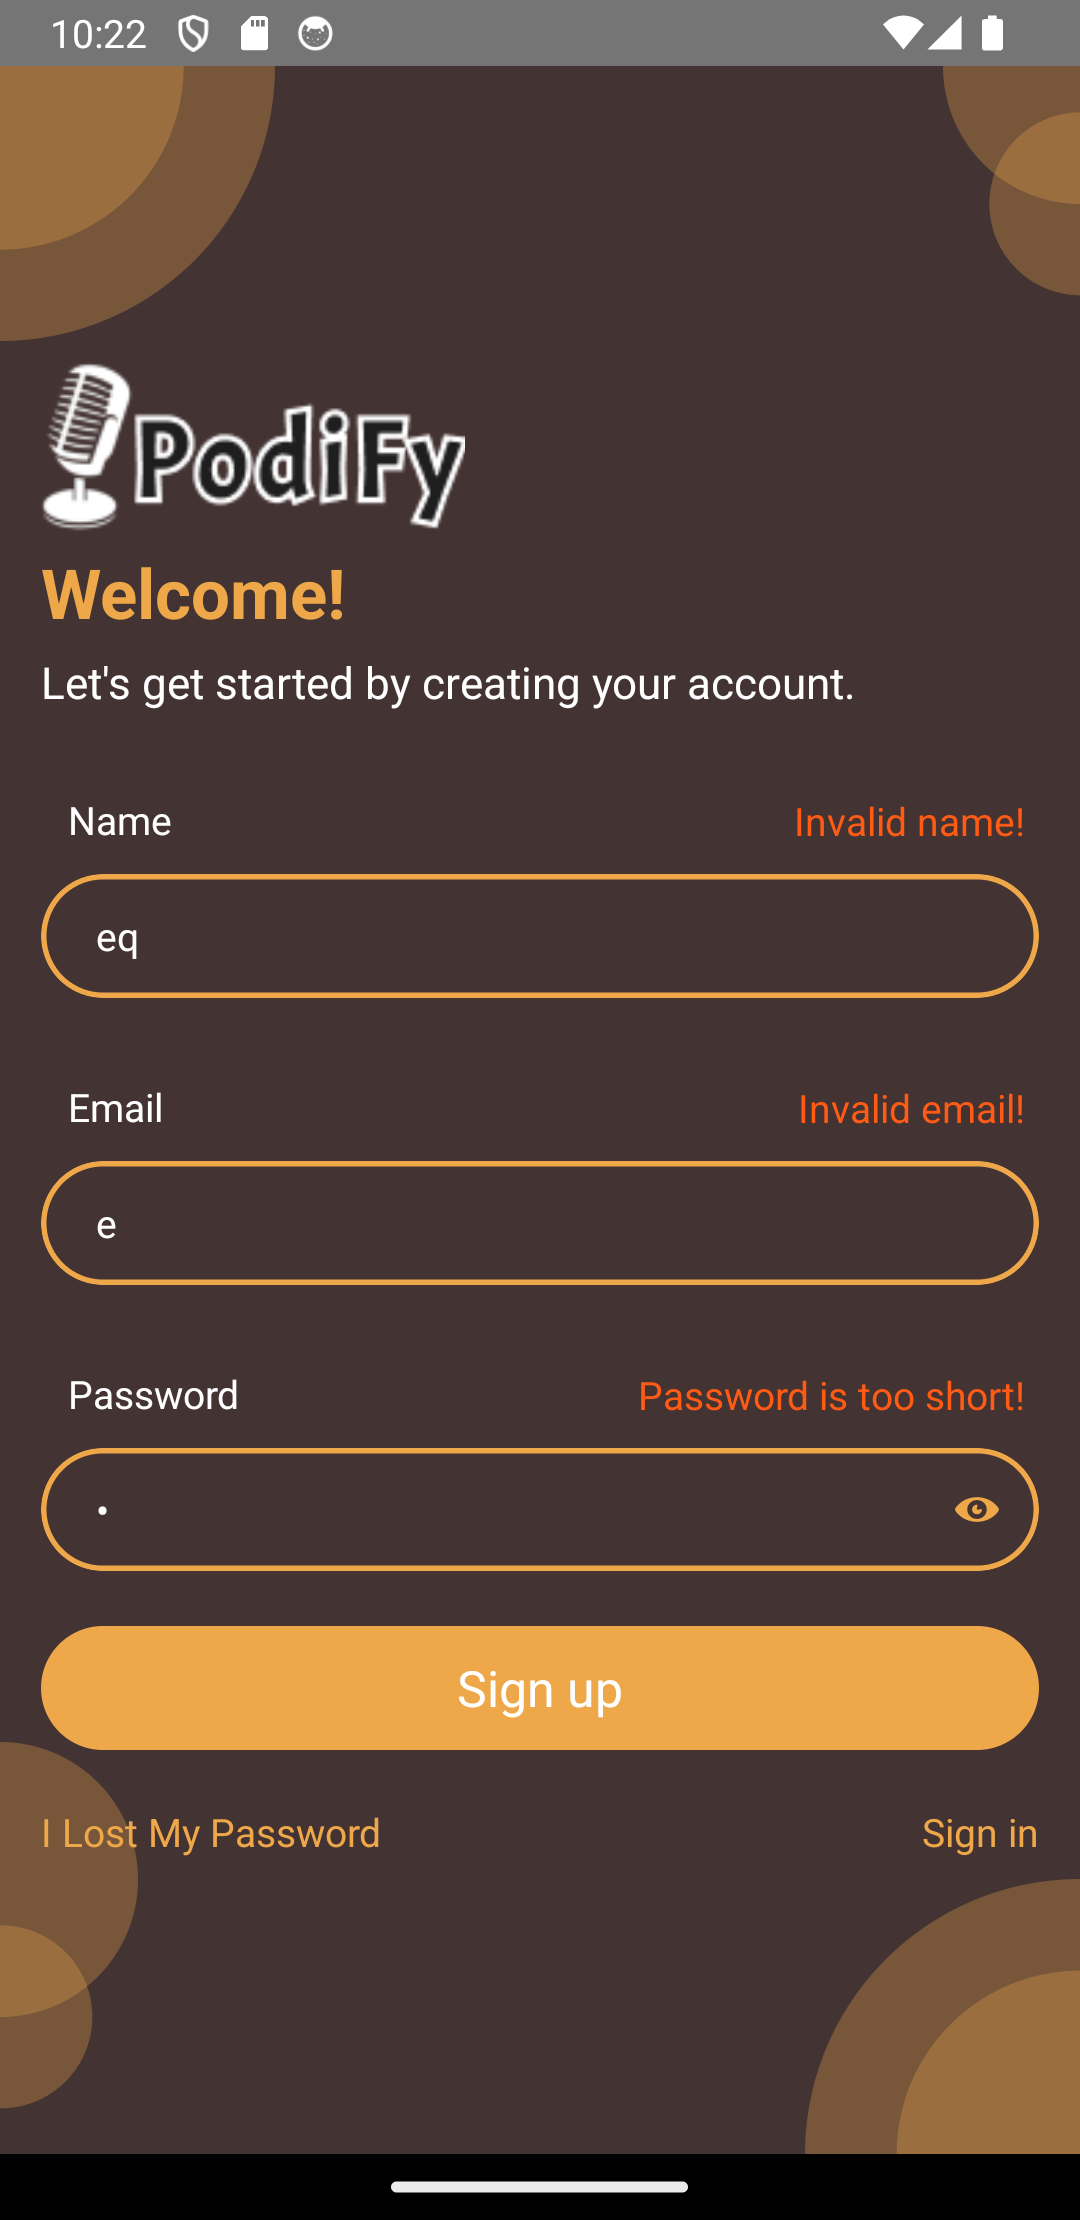 10:22
PodiFy
Welcome!
Let's get started by creating your account.
Name Invalid name!
eq
Email Invalid email!
e
Password Password is too short!
•
Sign up
I Lost My Password Sign in